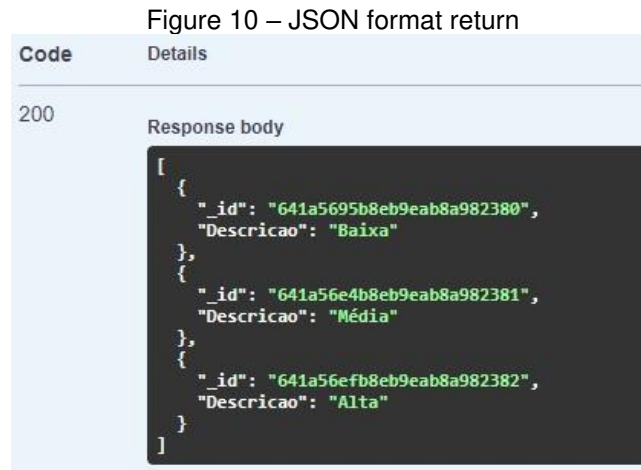 Figure 10 – JSON format return
Code Details
200
Response body
[
{
"_id": "641a5695b8eb9eab8a982380",
"Descricao": "Baixa"
},
{
"_id": "641a56e4b8eb9eab8a982381",
"Descricao": "Média"
},
{
"_id": "641a56efb8eb9eab8a982382",
"Descricao": "Alta"
}
]